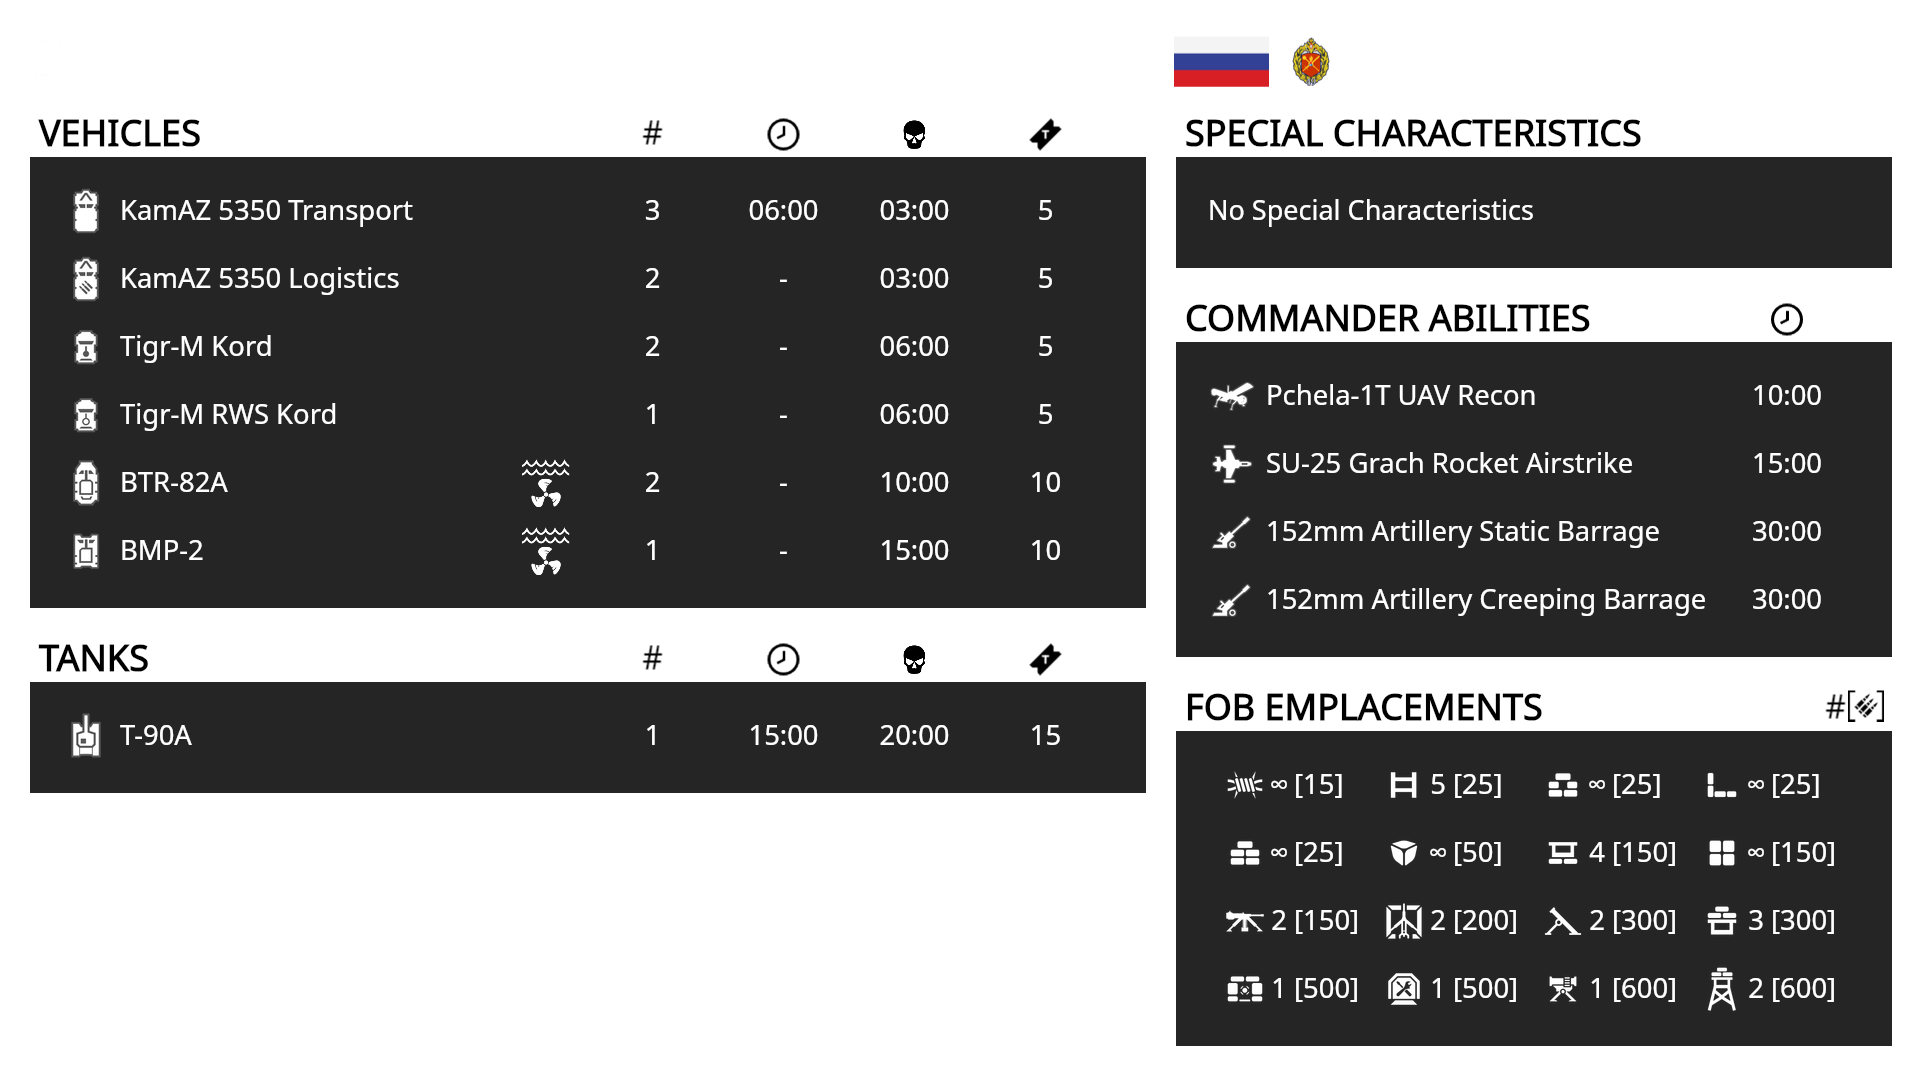 VEHICLES #
KamAZ 5350 Transport 3 06:00 03:00 5
KamAZ 5350 Logistics 2 - 03:00 5
Tigr-M Kord 2 - 06:00 5
Tigr-M RWS Kord 1 - 06:00 5
BTR-82A 2 - 10:00 10
BMP-2 1 - 15:00 10
TANKS #
T-90A 1 15:00 20:00 15
SPECIAL CHARACTERISTICS
No Special Characteristics
COMMANDER ABILITIES
Pchela-1T UAV Recon 10:00
SU-25 Grach Rocket Airstrike 15:00
152mm Artillery Static Barrage 30:00
152mm Artillery Creeping Barrage 30:00
FOB EMPLACEMENTS #[]
∞ [15] 5 [25] ∞ [25] ∞ [25]
∞ [25] ∞ [50] 4 [150] ∞ [150]
2 [150] 2 [200] 2 [300] 3 [300]
1 [500] 1 [500] 1 [600] 2 [600]